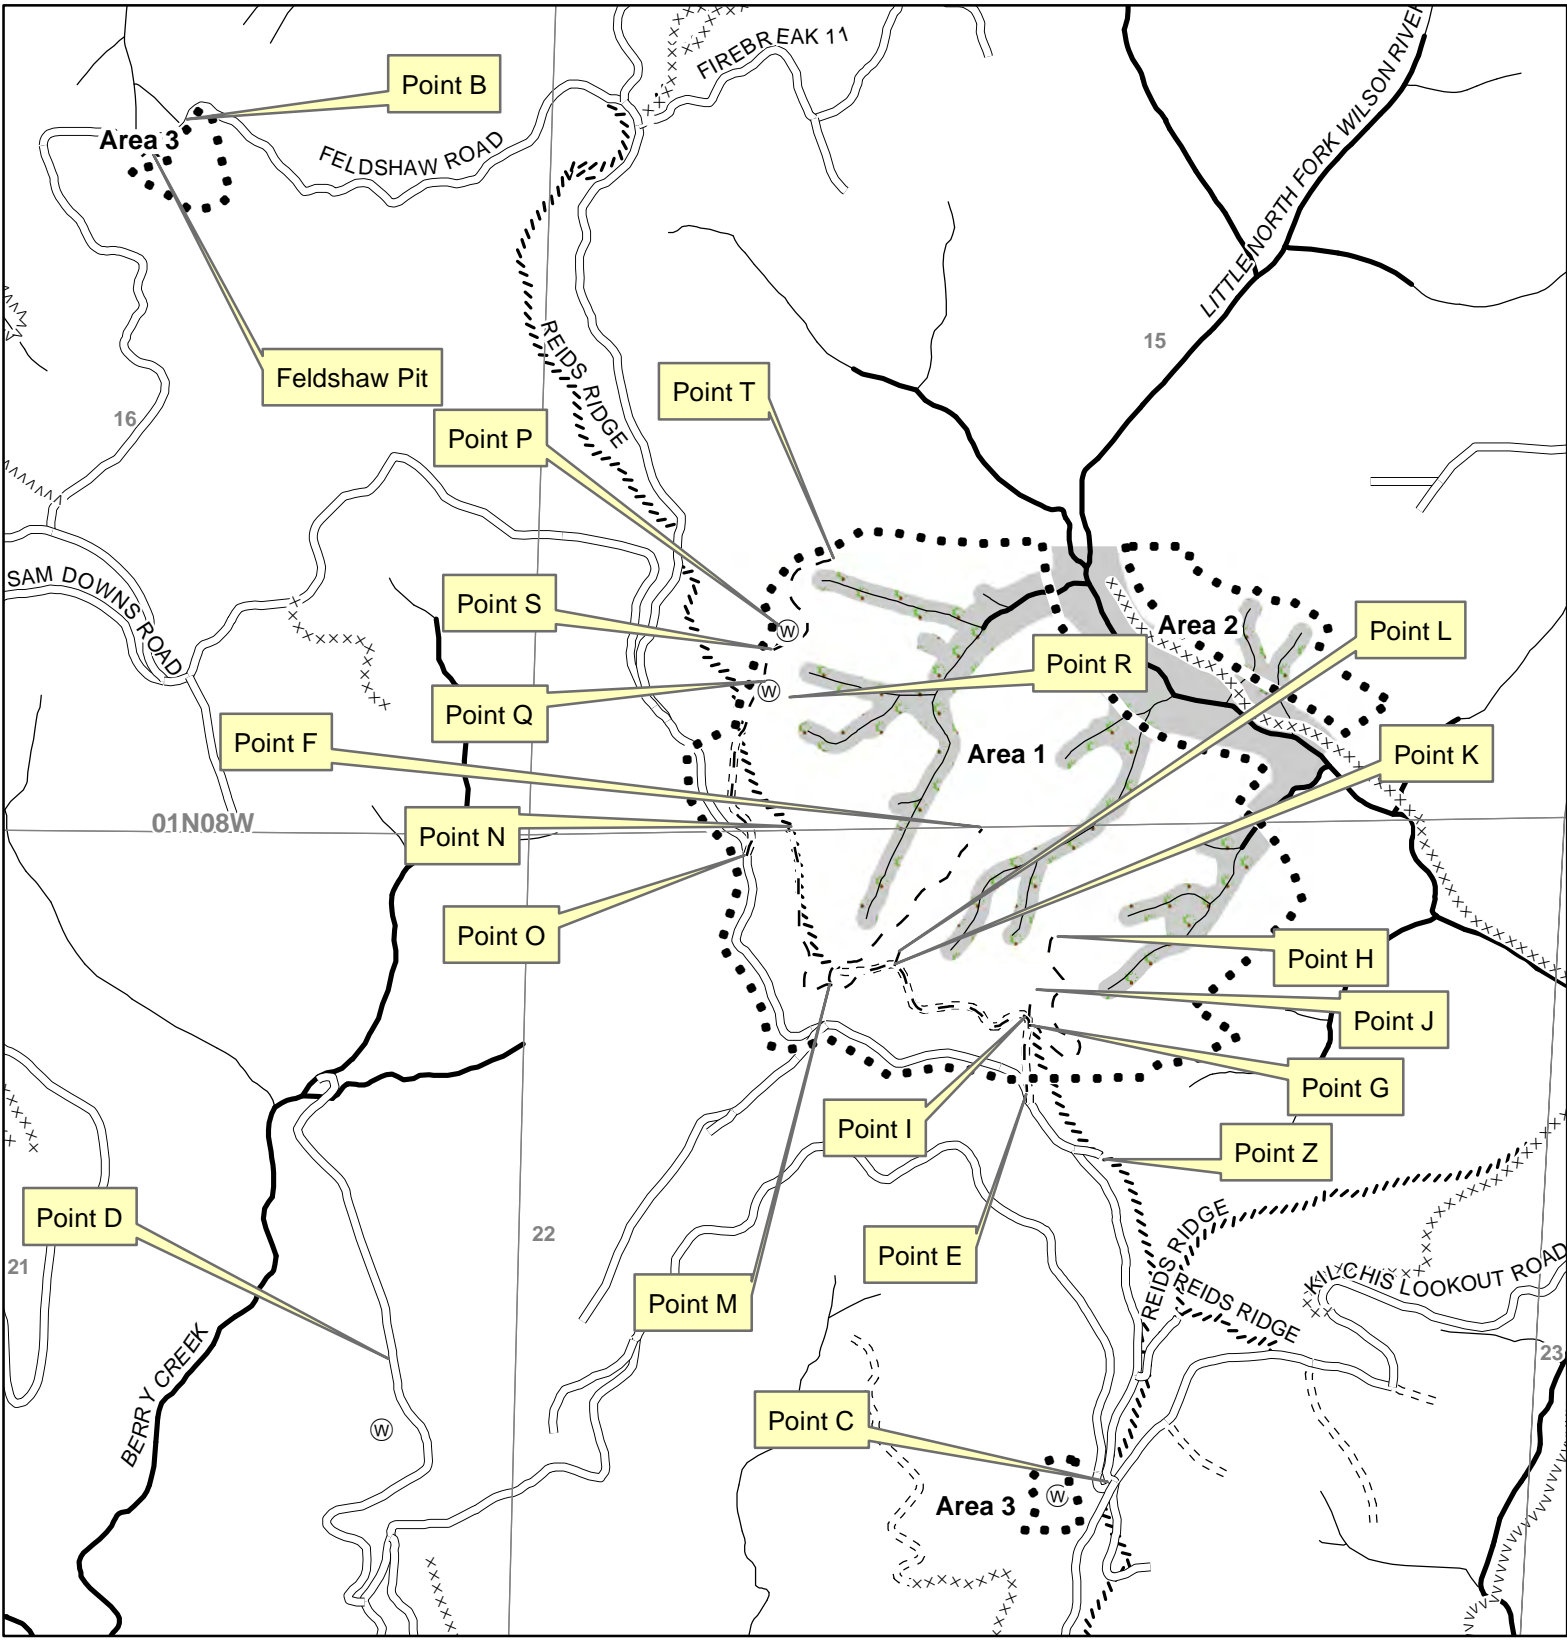 FIREBREAK 11
Point B
LITTLE NORTH FORK WILSON RIVER
Area 3
FELDSHAW ROAD
15
REIDS RIDGE
Feldshaw Pit
Point T
16
Point P
SAM DOWNS ROAD
Point S
W
Area 2
Point L
Point R
W
Point Q
Point F
Area 1
Point K
01N08W
Point N
Point O
Point H
Point J
Point G
Point I
Point Z
Point D
22
REIDS RIDGE
Point E
21
KILCHIS LOOKOUT ROAD
REIDS RIDGE
Point M
23
BERRY CREEK
Point C
W
Area 3
W